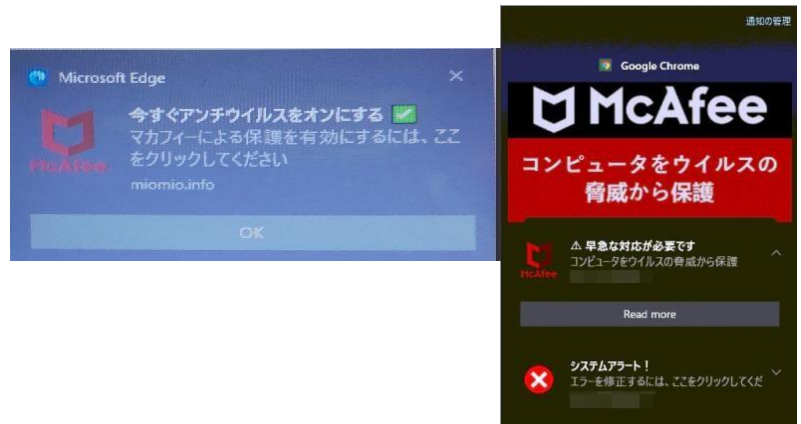 Microsoft Edge
今すぐアンチウイルスをオンにする
マカフィーによる保護を有効にするには、ここ
をクリックしてください
McAfee
miomio.info
OK
通知の管理
Google Chrome
McAfee
コンピュータをウイルスの
脅威から保護
早急な対応が必要です
コンピュータをウイルスの脅威から保護
McAfee
Read more
システムアラート！
エラーを修正するには、ここをクリックしてくだ